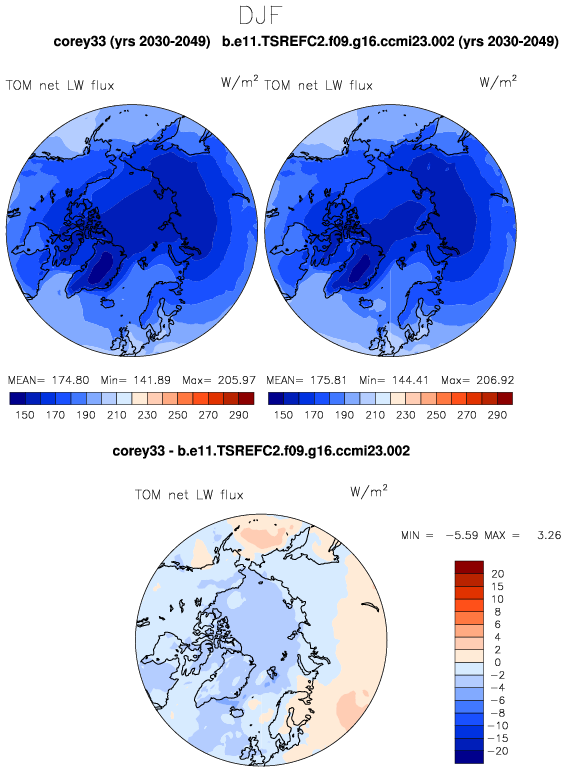 DJF
corey33 (yrs 2030-2049) b.e11.TSREFC2.f09.g16.ccmi23.002 (yrs 2030-2049)
TOM net LW flux W/m² TOM net LW flux W/m²
MEAN= 174.80 Min= 141.89 Max= 205.97 MEAN= 175.81 Min= 144.41 Max= 206.92
150 170 190 210 230 250 270 290 150 170 190 210 230 250 270 290
corey33 - b.e11.TSREFC2.f09.g16.ccmi23.002
TOM net LW flux W/m²
MIN = -5.59 MAX = 3.26
20
15
10
8
6
4
2
0
-2
-4
-6
-8
-10
-15
-20